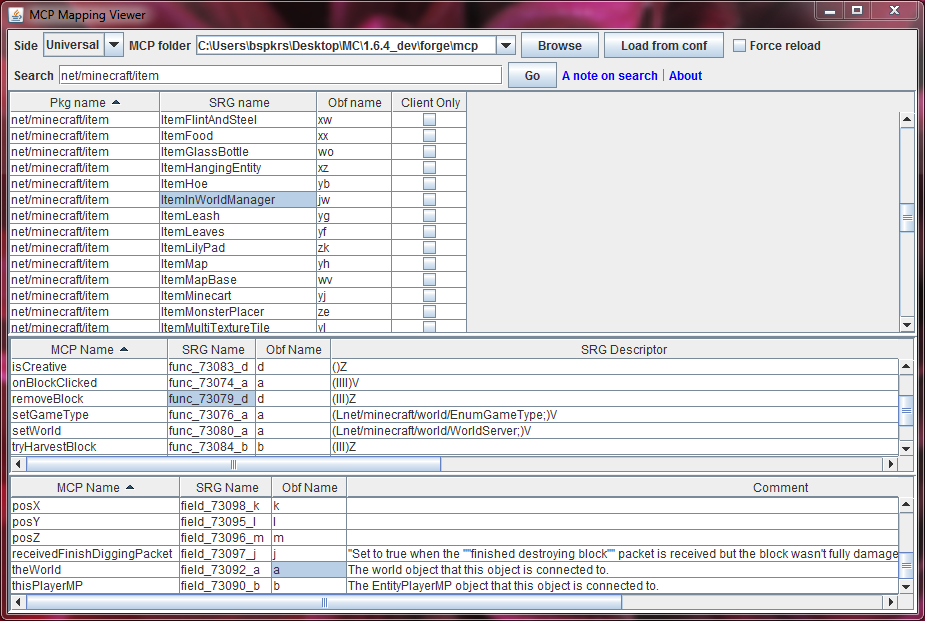 MCP Mapping Viewer
Side Universal MCP folder C:\Users\bspkrs\Desktop\MC\1.6.4_dev\forge\mcp Browse Load from conf Force reload
Search net/minecraft/item Go A note on search | About
Pkg name SRG name Obf name Client Only
net/minecraft/item ItemFlintAndSteel xw
net/minecraft/item ItemFood xx
net/minecraft/item ItemGlassBottle wo
net/minecraft/item ItemHangingEntity xz
net/minecraft/item ItemHoe yb
net/minecraft/item ItemInWorldManager jw
net/minecraft/item ItemLeash yg
net/minecraft/item ItemLeaves yf
net/minecraft/item ItemLilyPad zk
net/minecraft/item ItemMap yh
net/minecraft/item ItemMapBase wv
net/minecraft/item ItemMinecart yj
net/minecraft/item ItemMonsterPlacer ze
net/minecraft/item ItemMultiTextureTile
MCP Name SRG Name Obf Name SRG Descriptor
isCreative func_73083_d d ()Z
onBlockClicked func_73074_a a (IIII)V
removeBlock func_73079_d d (III)Z
setGameType func_73076_a a (Lnet/minecraft/world/EnumGameType;)V
setWorld func_73080_a a (Lnet/minecraft/world/WorldServer;)V
tryHarvestBlock func_73084_b b (III)Z
MCP Name SRG Name Obf Name Comment
posX field_73098_k k
posY field_73095_l l
posZ field_73096_m m
receivedFinishDiggingPacket field_73097_j j "Set to true when the ""finished destroying block"" packet is received but the block wasn't fully damage
theWorld field_73092_a a The world object that this object is connected to.
thisPlayerMP field_73090_b b The EntityPlayerMP object that this object is connected to.